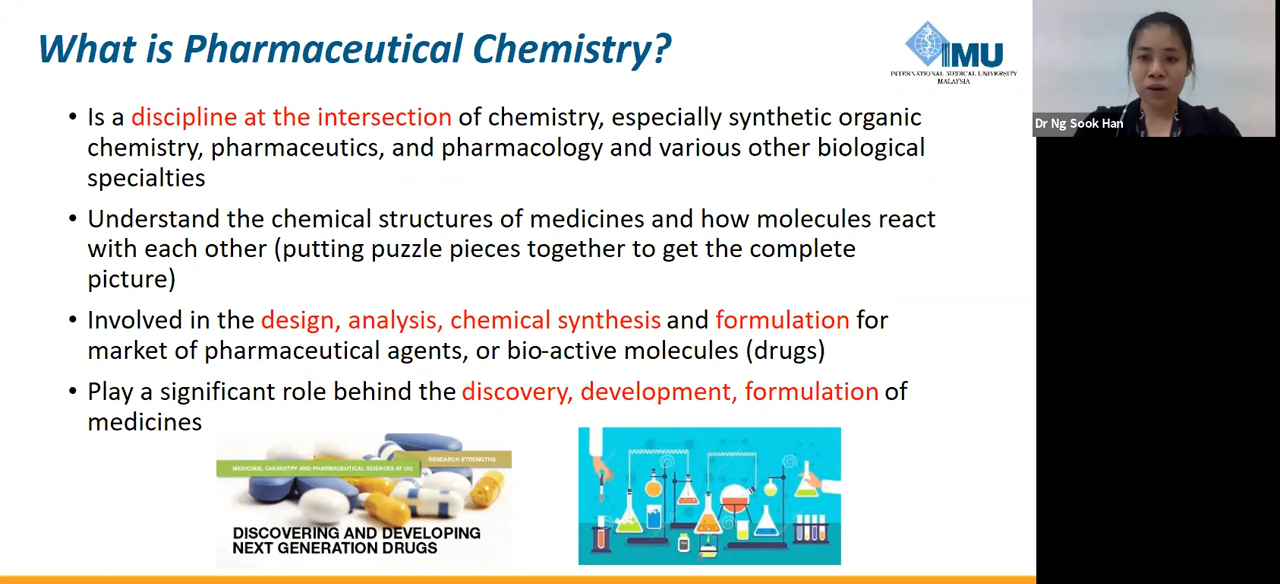 What is Pharmaceutical Chemistry?
IMU
INTERNATIONAL MEDICAL UNIVERSITY
MALAYSIA
Dr Ng Sook Han
• Is a discipline at the intersection of chemistry, especially synthetic organic
chemistry, pharmaceutics, and pharmacology and various other biological
specialties
• Understand the chemical structures of medicines and how molecules react
with each other (putting puzzle pieces together to get the complete
picture)
• Involved in the design, analysis, chemical synthesis and formulation for
market of pharmaceutical agents, or bio-active molecules (drugs)
• Play a significant role behind the discovery, development, formulation of
medicines
RESEARCH STRENGTHS
MEDICINAL CHEMISTRY AND PHARMACEUTICAL SCIENCES AT UQ
DISCOVERING AND DEVELOPING
NEXT GENERATION DRUGS